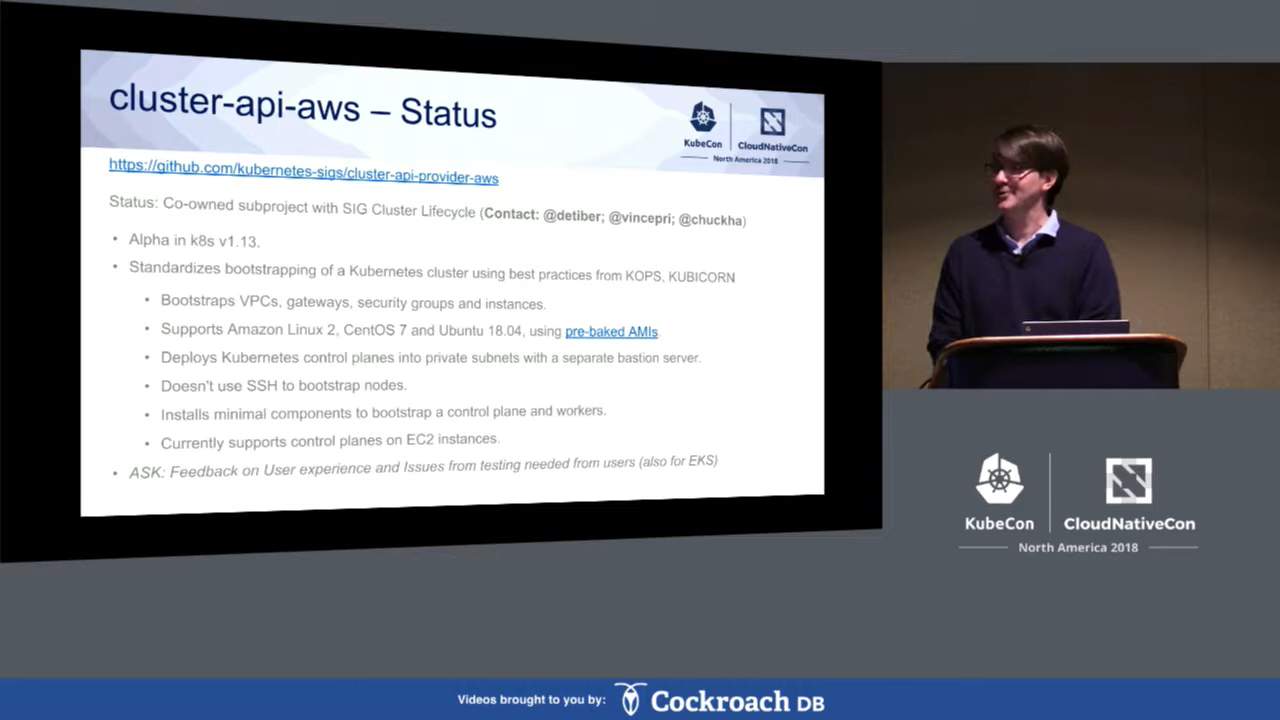 cluster-api-aws – Status
KubeCon
CloudNativeCon
North America 2018
https://github.com/kubernetes-sigs/cluster-api-provider-aws
Status: Co-owned subproject with SIG Cluster Lifecycle (Contact: @detiber; @vincepri; @chuckha)
• Alpha in k8s v1.13.
• Standardizes bootstrapping of a Kubernetes cluster using best practices from KOPS, KUBICORN
• Bootstraps VPCs, gateways, security groups and instances.
• Supports Amazon Linux 2, CentOS 7 and Ubuntu 18.04, using pre-baked AMIs.
• Deploys Kubernetes control planes into private subnets with a separate bastion server.
• Doesn't use SSH to bootstrap nodes.
• Installs minimal components to bootstrap a control plane and workers.
• Currently supports control planes on EC2 instances.
• ASK: Feedback on User experience and Issues from testing needed from users (also for EKS)
KubeCon
CloudNativeCon
North America 2018
Videos brought to you by: Cockroach DB